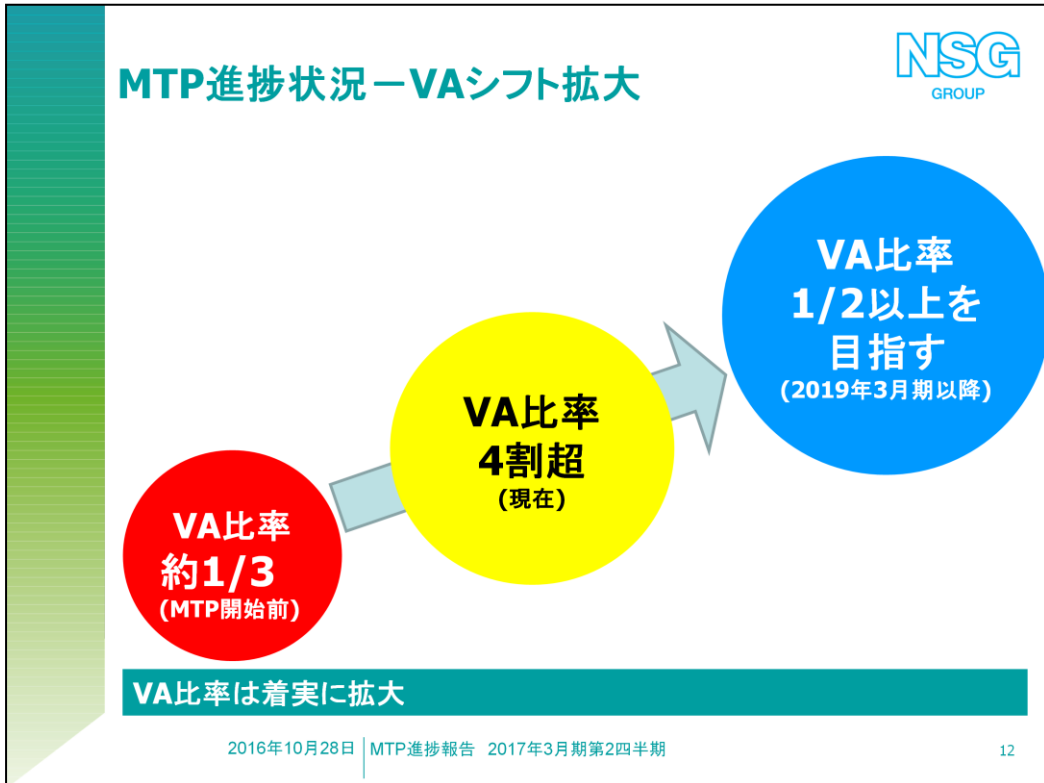 MTP進捗状況－VAシフト拡大
NSG
GROUP
VA比率
1/2以上を
目指す
(2019年3月期以降)
VA比率
4割超
(現在)
VA比率
約1/3
(MTP開始前)
VA比率は着実に拡大
2016年10月28日 MTP進捗報告 2017年3月期第2四半期
12